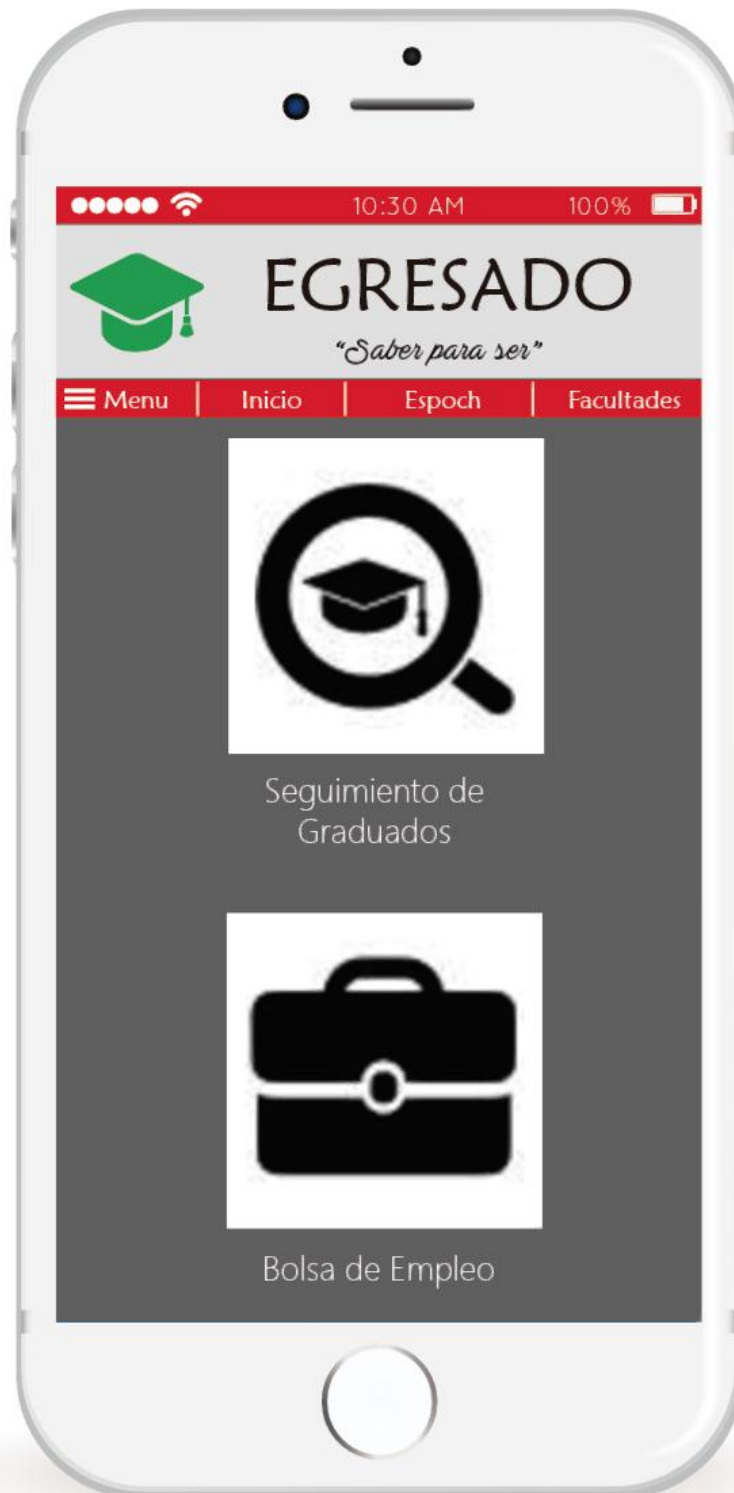 10:30 AM 100%
EGRESADO
“Saber para ser”
Menu | Inicio | Espoch | Facultades
Seguimiento de
Graduados
Bolsa de Empleo